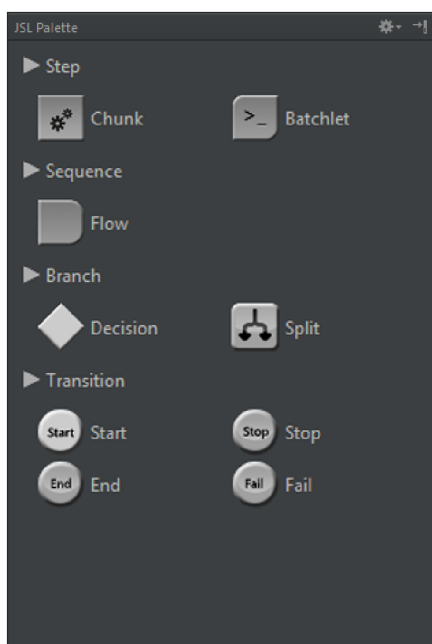 JSL Palette
Step
Chunk
>_ Batchlet
Sequence
Flow
Branch
Decision
Split
Transition
Start Start
Stop Stop
End End
Fail Fail